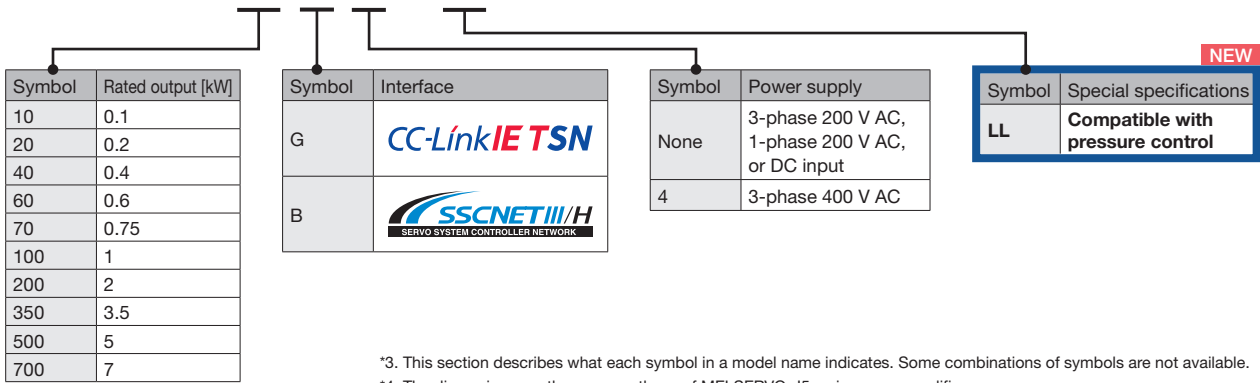 NEW
Symbol Rated output [kW]
10 0.1
20 0.2
40 0.4
60 0.6
70 0.75
100 1
200 2
350 3.5
500 5
700 7
Symbol Interface
G CC-Link IE TSN
B SSCNETIII/H
SERVO SYSTEM CONTROLLER NETWORK
Symbol Power supply
None 3-phase 200 V AC,
1-phase 200 V AC,
or DC input
4 3-phase 400 V AC
Symbol Special specifications
LL Compatible with
pressure control
*3. This section describes what each symbol in a model name indicates. Some combinations of symbols are not available.